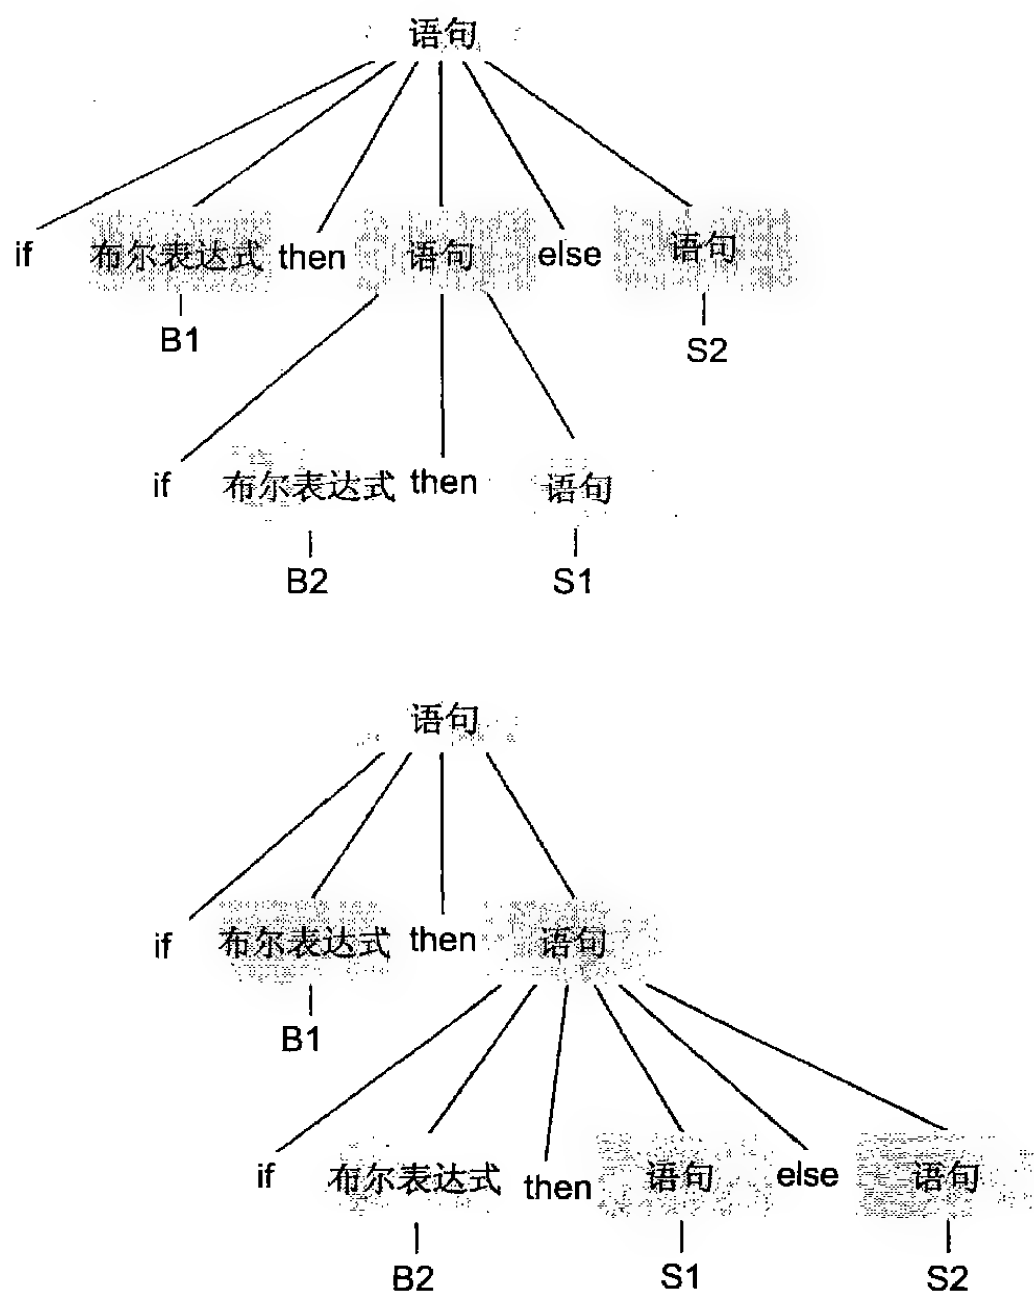 语句
if 布尔表达式 then 语句 else 语句
B1 S2
if 布尔表达式 then 语句
B2 S1
语句
if 布尔表达式 then 语句
B1
if 布尔表达式 then 语句 else 语句
B2 S1 S2